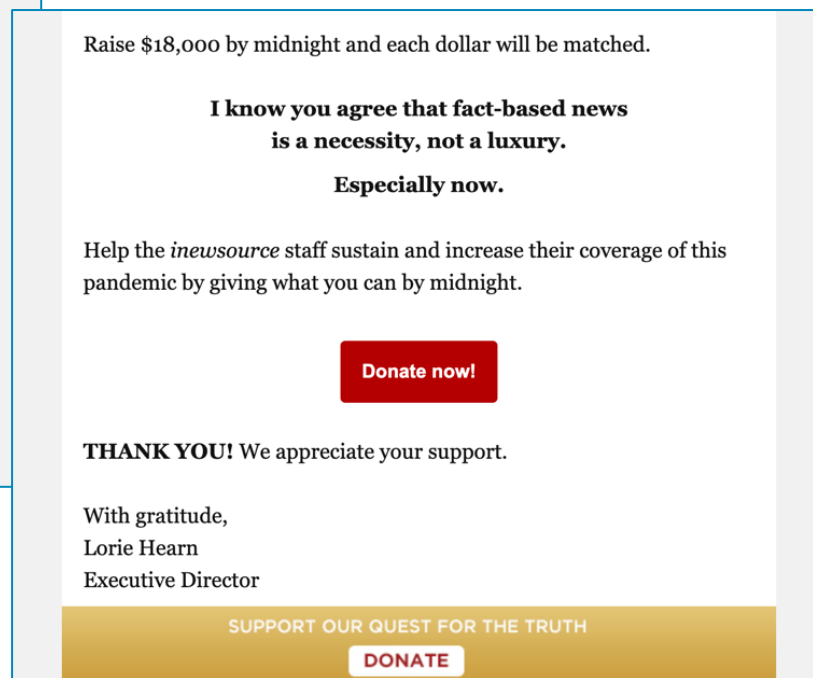 Raise $18,000 by midnight and each dollar will be matched.
I know you agree that fact-based news
is a necessity, not a luxury.
Especially now.
Help the inewsource staff sustain and increase their coverage of this
pandemic by giving what you can by midnight.
Donate now!
THANK YOU! We appreciate your support.
With gratitude,
Lorie Hearn
Executive Director
SUPPORT OUR QUEST FOR THE TRUTH
DONATE